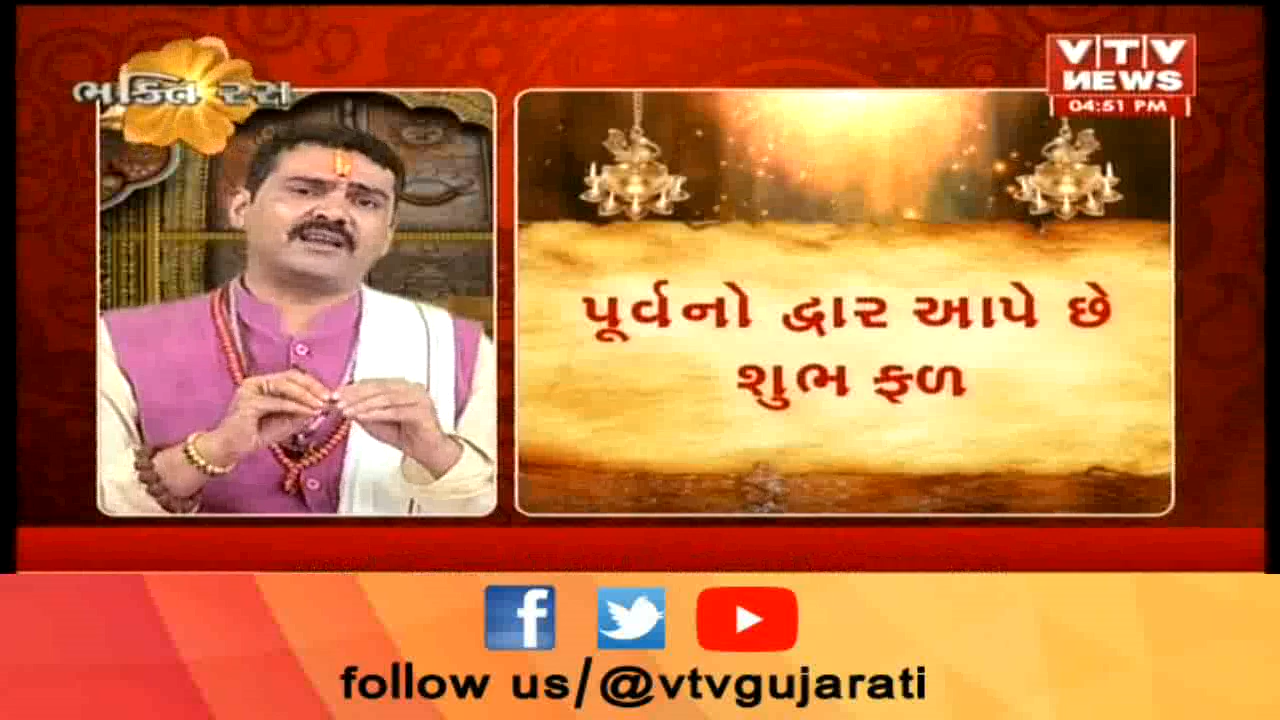 ભક્તિ રસ
VTV
NEWS
04:51 PM
પૂર્વનો દ્વાર આપે છે
શુભ ફળ
follow us/@vtvgujarati